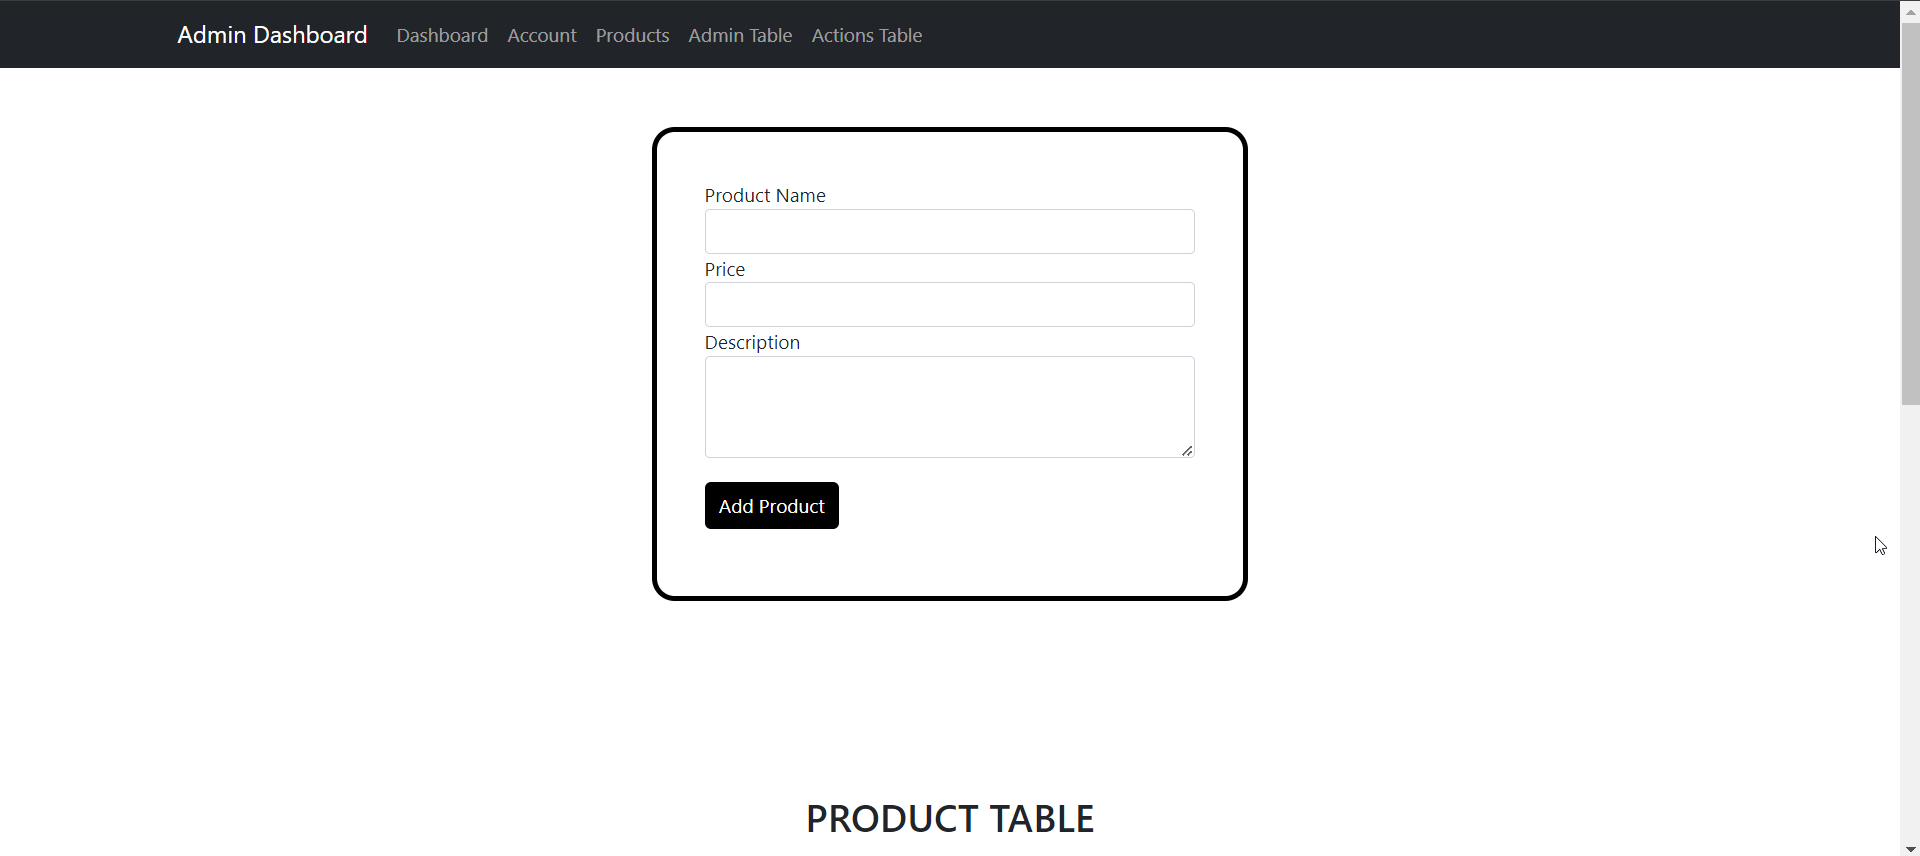 Admin Dashboard Dashboard Account Products Admin Table Actions Table
Product Name
Price
Description
Add Product
PRODUCT TABLE